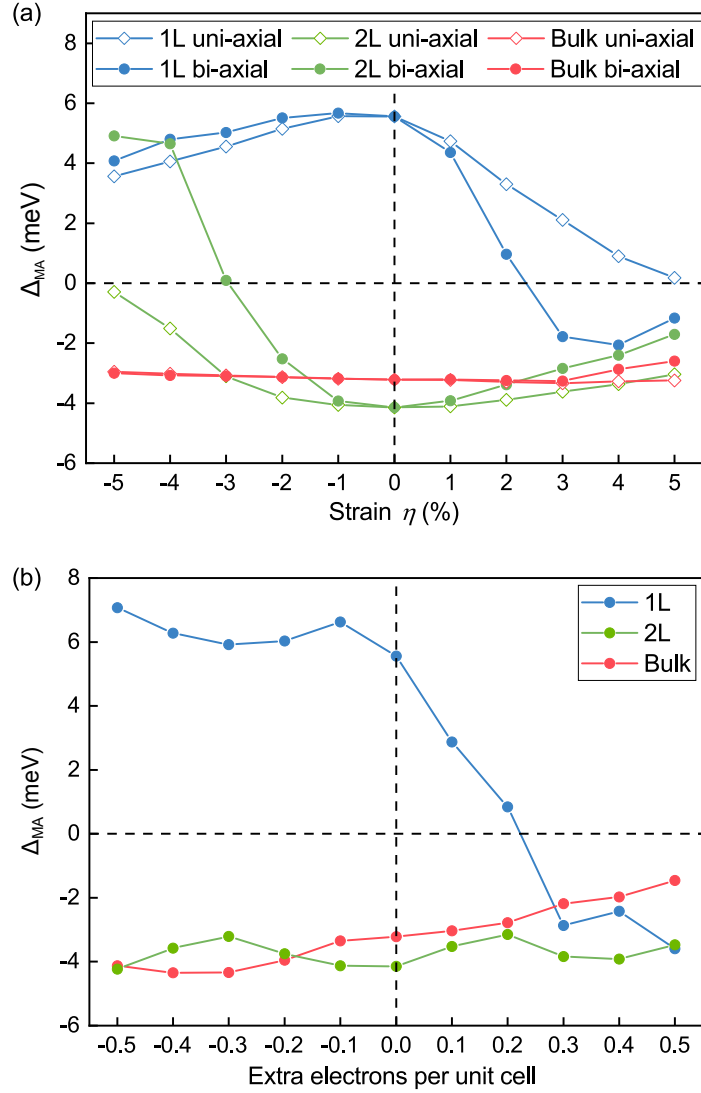 (a)
1L uni-axial 2L uni-axial Bulk uni-axial
1L bi-axial 2L bi-axial Bulk bi-axial
8
6
4
2
0
-2
-4
-6
Δ_MA (meV)
-5 -4 -3 -2 -1 0 1 2 3 4 5
Strain η (%)
(b)
1L
2L
Bulk
8
6
4
2
0
-2
-4
-6
Δ_MA (meV)
-0.5 -0.4 -0.3 -0.2 -0.1 0.0 0.1 0.2 0.3 0.4 0.5
Extra electrons per unit cell